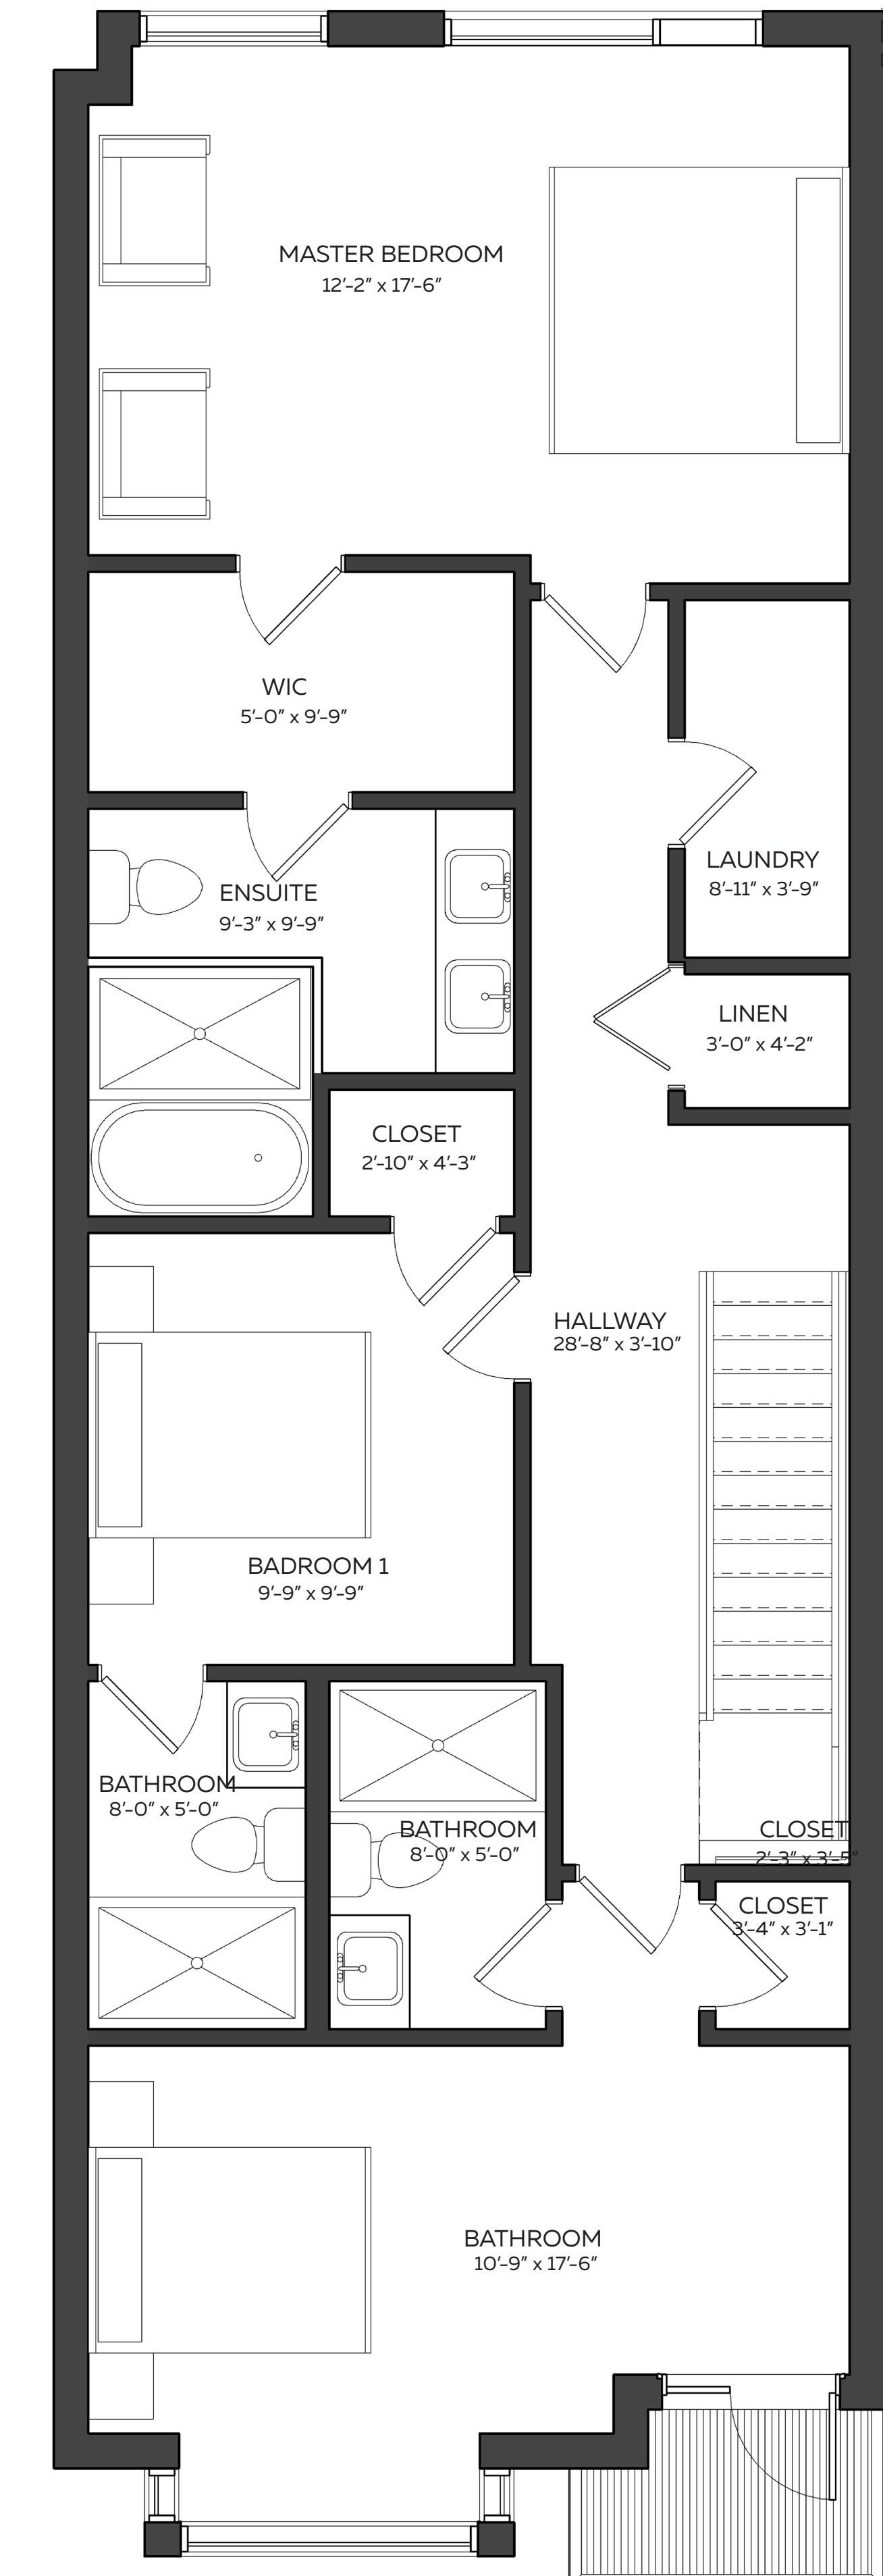 MASTER BEDROOM
12’-2” x 17’-6”
WIC
5’-0” x 9’-9”
ENSUITE
9’-3” x 9’-9”
LAUNDRY
8’-11” x 3’-9”
LINEN
3’-0” x 4’-2”
CLOSET
2’-10” x 4’-3”
HALLWAY
28’-8” x 3’-10”
BADROOM 1
9’-9” x 9’-9”
BATHROOM
8’-0” x 5’-0”
BATHROOM
8’-0” x 5’-0”
CLOSET
2’-3” x 3’-5”
CLOSET
3’-4” x 3’-1”
BATHROOM
10’-9” x 17’-6”